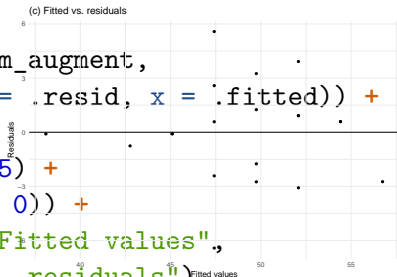 (c) Fitted vs. residuals
6
m_augment,
3
= .resid, x = .fitted)) +
0
Residuals
5) +
-3
0)) +
Fitted values",
-6
40
45
50
55
residuals")
Fitted values